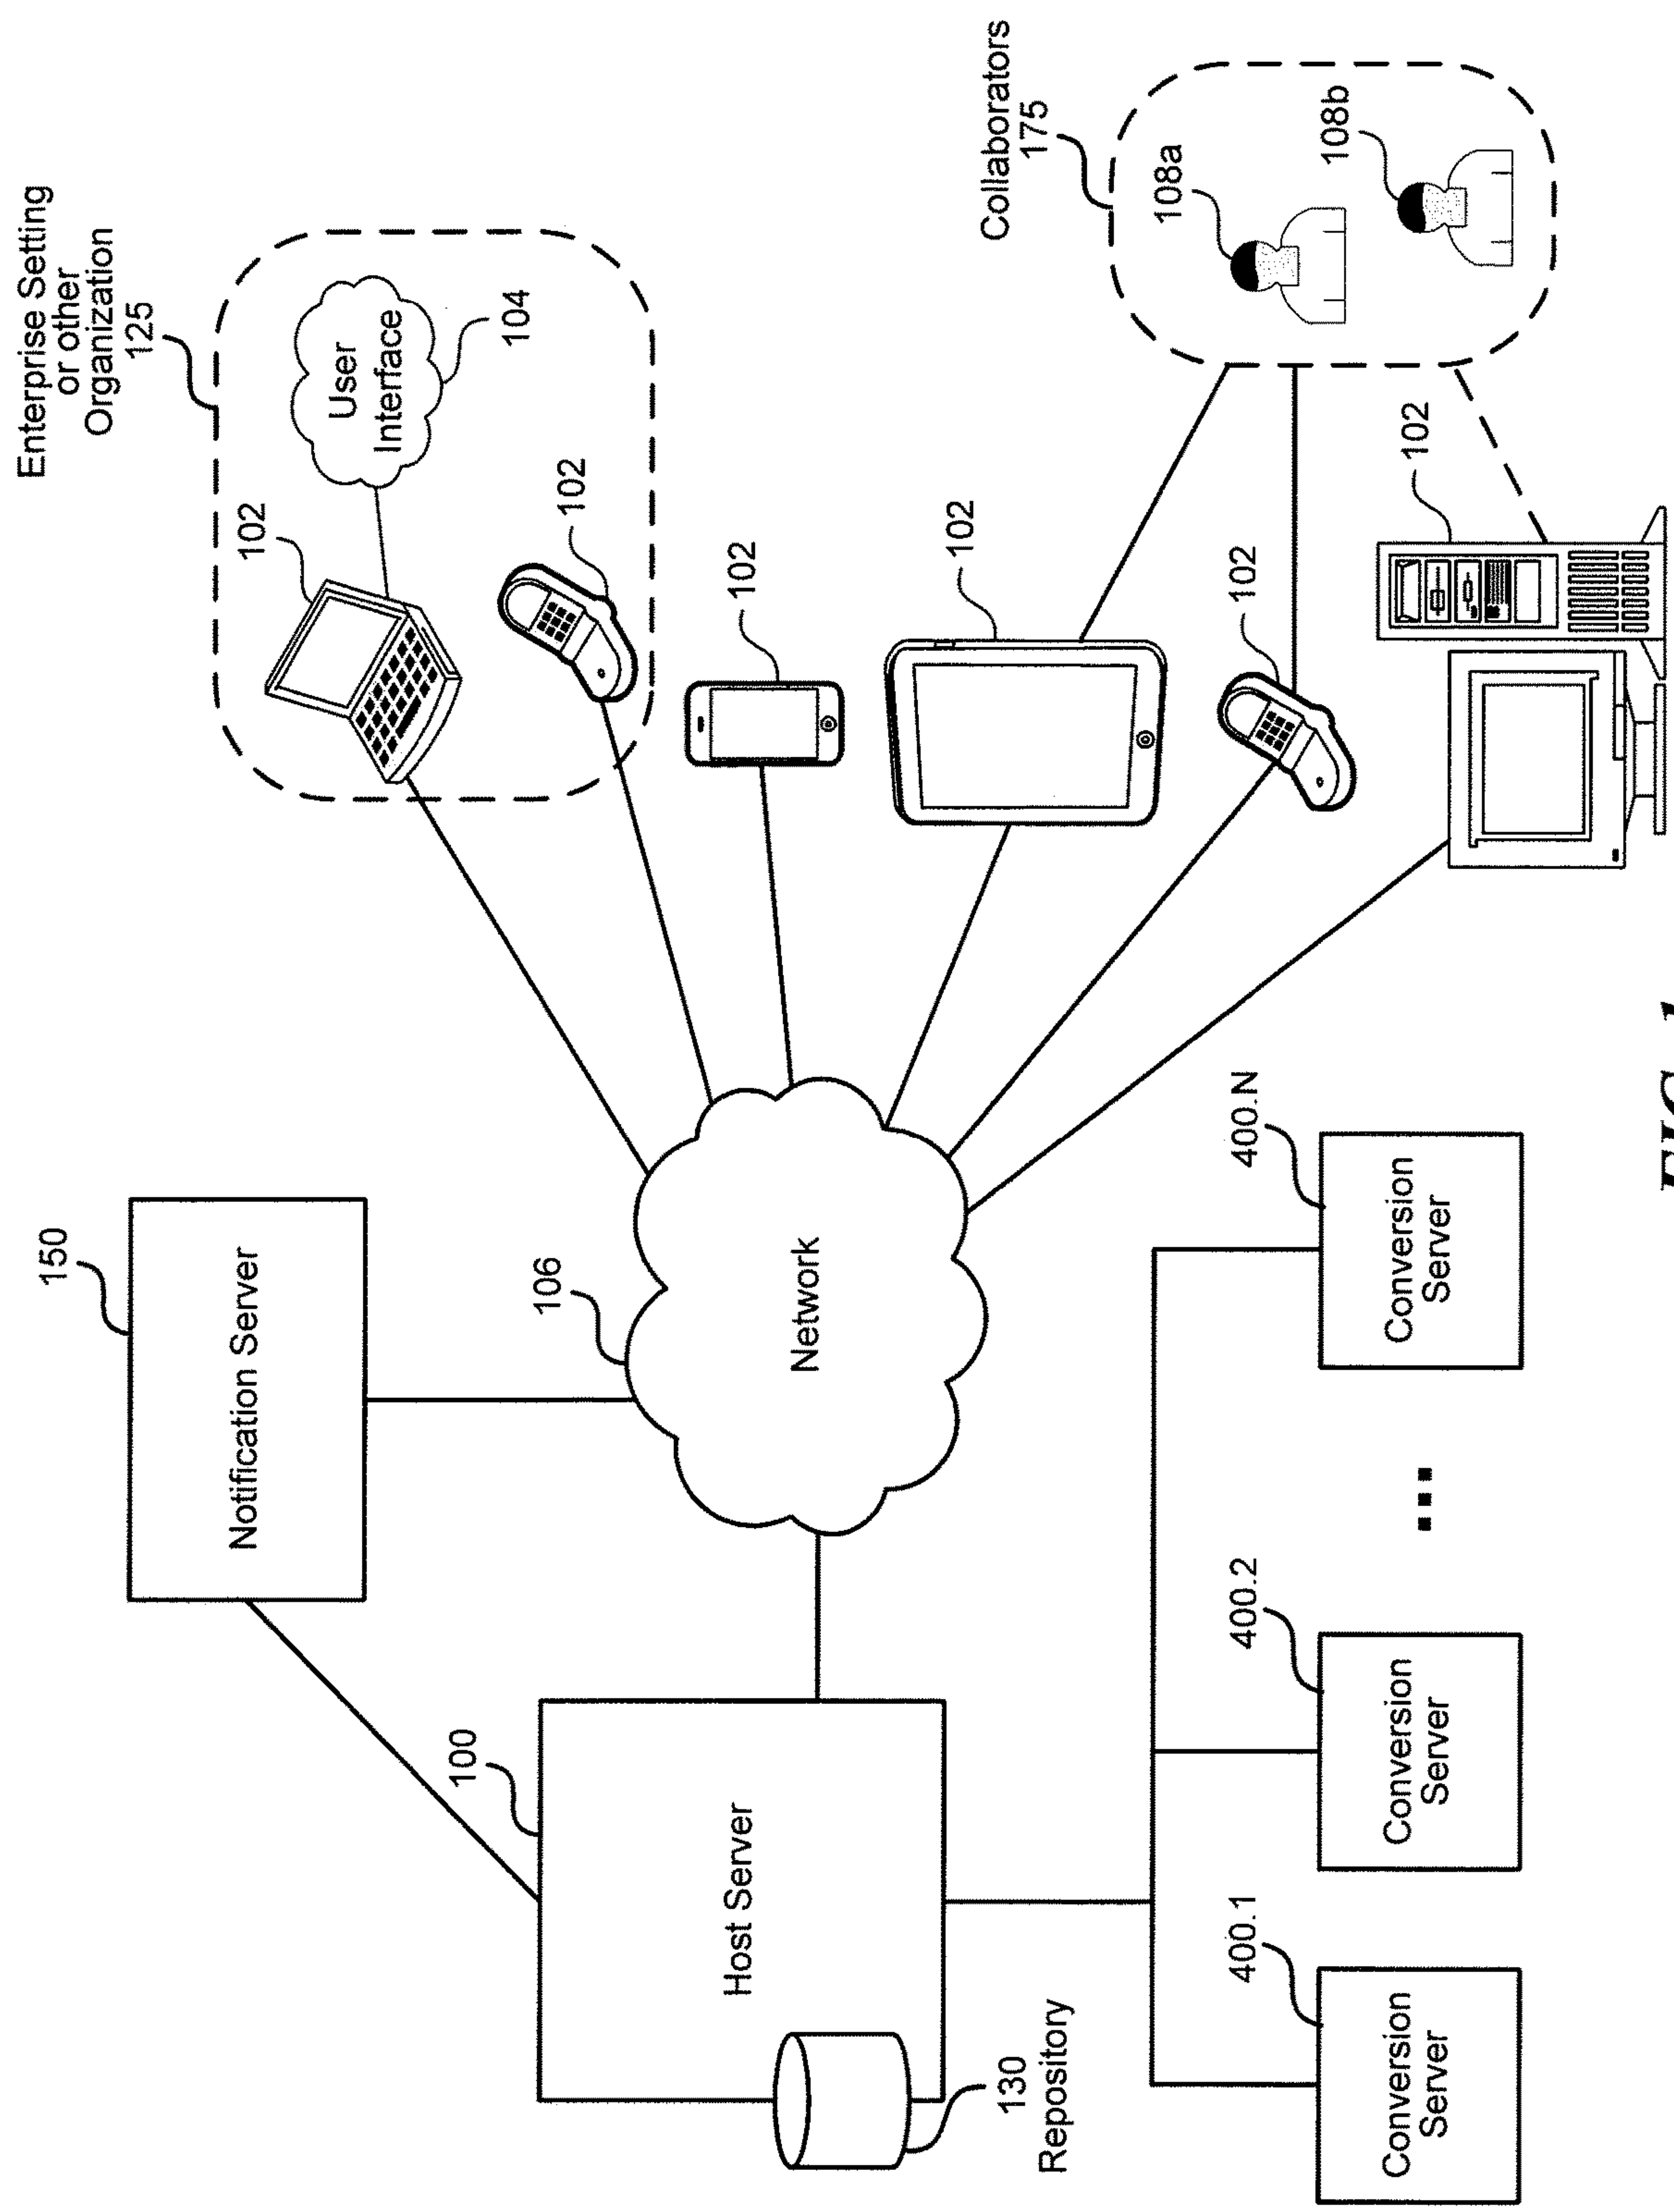 Enterprise Setting
or other
Organization
125
150
Notification Server
102
User
Interface
104
102
106
Network
102
102
102
102
Collaborators
175
108a
108b
100
Host Server
130
Repository
400.1
Conversion
Server
400.2
Conversion
Server
400.N
Conversion
Server